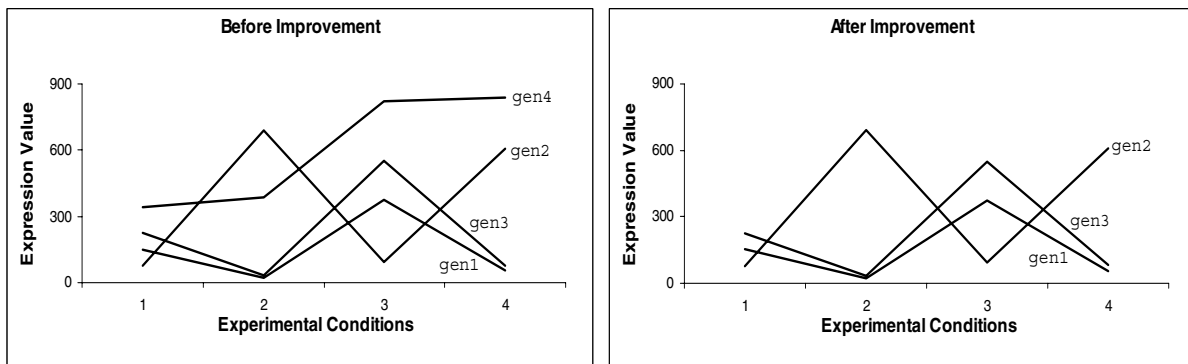 Before Improvement
Expression Value
900
600
300
0
gen4
gen2
gen3
gen1
1 2 3 4
Experimental Conditions
After Improvement
Expression Value
900
600
300
0
gen2
gen3
gen1
1 2 3 4
Experimental Conditions